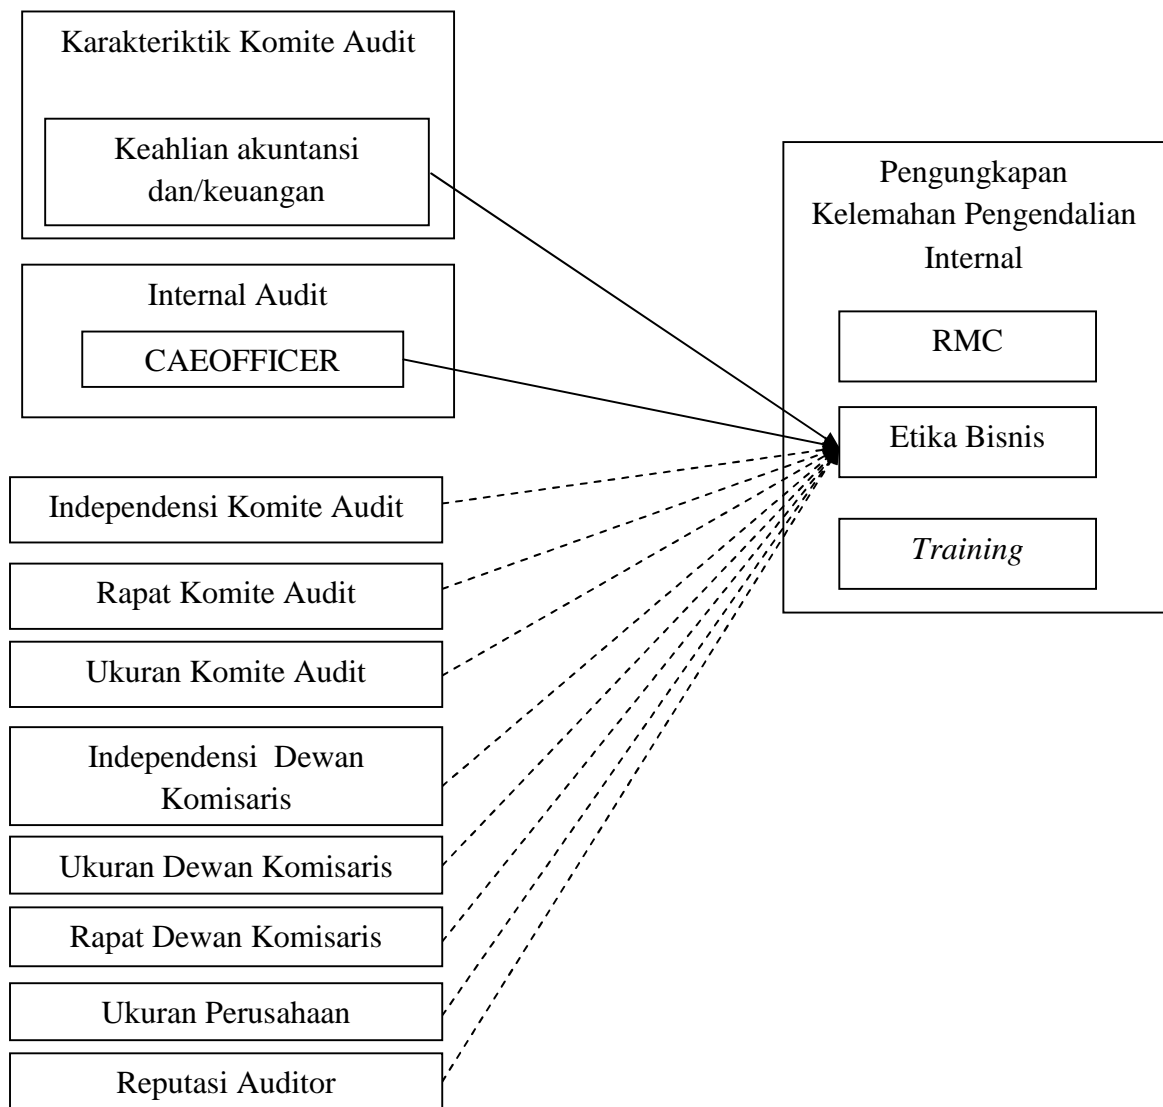 Karakteriktik Komite Audit
Keahlian akuntansi
dan/keuangan
Internal Audit
CAEOFFICER
Independensi Komite Audit
Rapat Komite Audit
Ukuran Komite Audit
Independensi Dewan
Komisaris
Ukuran Dewan Komisaris
Rapat Dewan Komisaris
Ukuran Perusahaan
Reputasi Auditor
Pengungkapan
Kelemahan Pengendalian
Internal
RMC
Etika Bisnis
Training